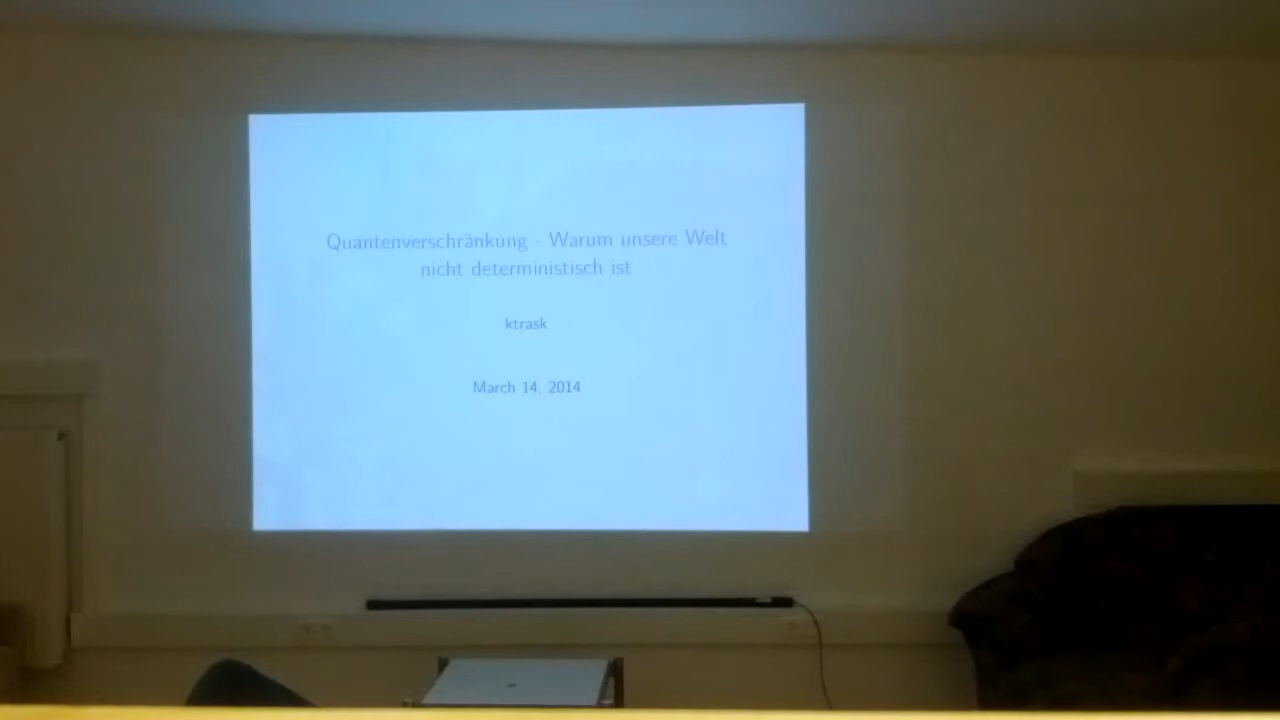 Quantenverschränkung - Warum unsere Welt
nicht deterministisch ist
ktrask
March 14, 2014